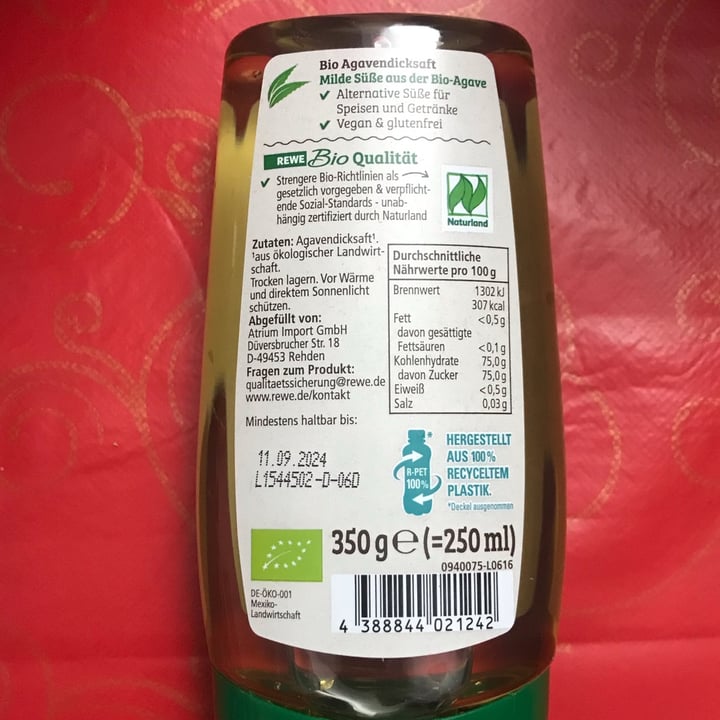 Bio Agavendicksaft
Milde Süße aus der Bio-Agave
✓ Alternative Süße für
Speisen und Getränke
✓ Vegan & glutenfrei
REWE Bio Qualität
✓ Strengere Bio-Richtlinien als
gesetzlich vorgegeben & verpflicht-
ende Sozial-Standards - unab-
hängig zertifiziert durch Naturland
Naturland
Zutaten: Agavendicksaft¹.
¹aus ökologischer Landwirt-
schaft.
Trocken lagern. Vor Wärme
und direktem Sonnenlicht
schützen.
Abgefüllt von:
Atrium Import GmbH
Düversbrucher Str. 18
D-49453 Rehden
Fragen zum Produkt:
qualitaetssicherung@rewe.de
www.rewe.de/kontakt
Durchschnittliche
Nährwerte pro 100 g
Brennwert 1302 kJ
307 kcal
Fett <0,5 g
davon gesättigte
Fettsäuren <0,1 g
Kohlenhydrate 75,0 g
davon Zucker 75,0 g
Eiweiß <0,5 g
Salz 0,03 g
Mindestens haltbar bis:
11.09.2024
L1544502-D-06D
R-PET
100%
*
HERGESTELLT
AUS 100%
RECYCELTEM
PLASTIK.
*Deckel ausgenommen
350 g e (=250 ml)
0940075-L0616
DE-ÖKO-001
Mexiko-
Landwirtschaft
4 388844 021242